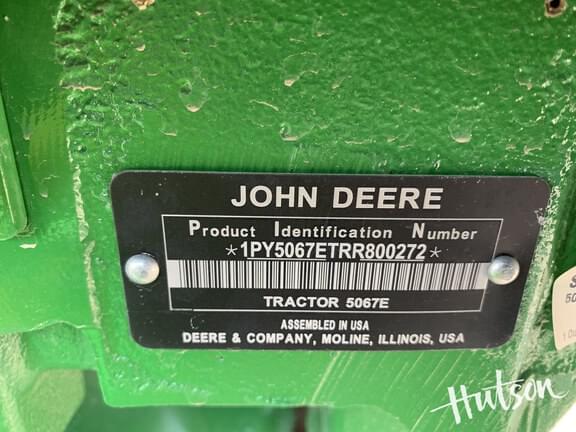 JOHN DEERE
Product Identification Number
*1PY5067ETRR800272*
TRACTOR 5067E
ASSEMBLED IN USA
DEERE & COMPANY, MOLINE, ILLINOIS, USA
Hutson